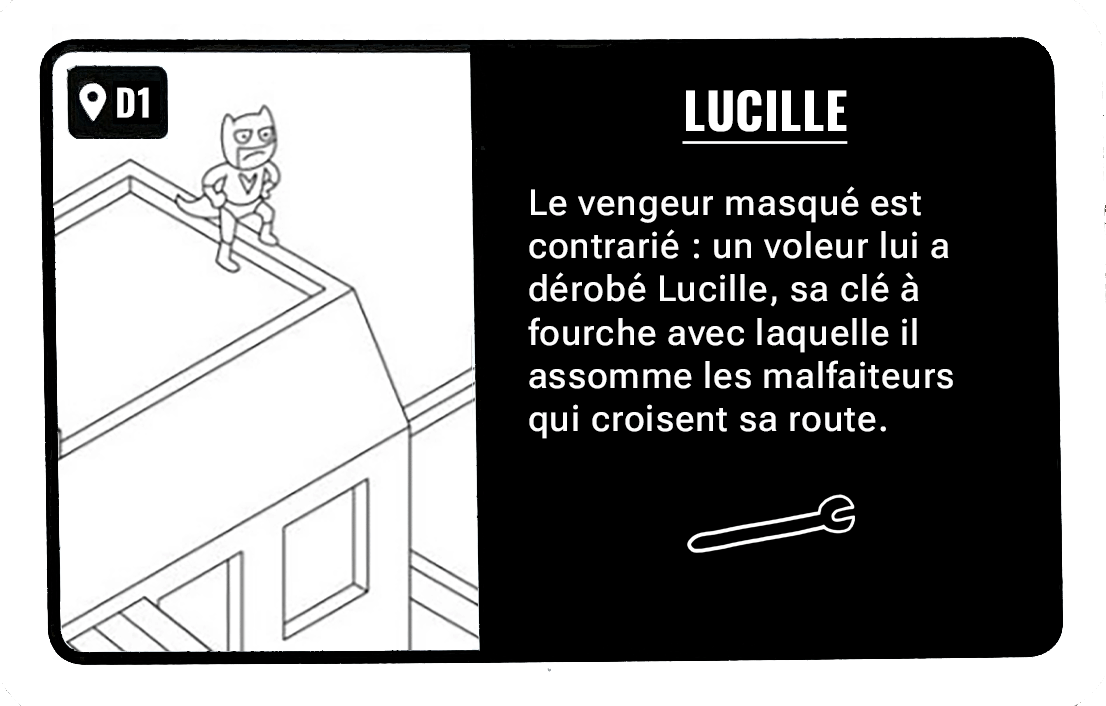 D1
LUCILLE
Le vengeur masqué est
contrarié : un voleur lui a
dérobé Lucille, sa clé à
fourche avec laquelle il
assomme les malfaiteurs
qui croisent sa route.